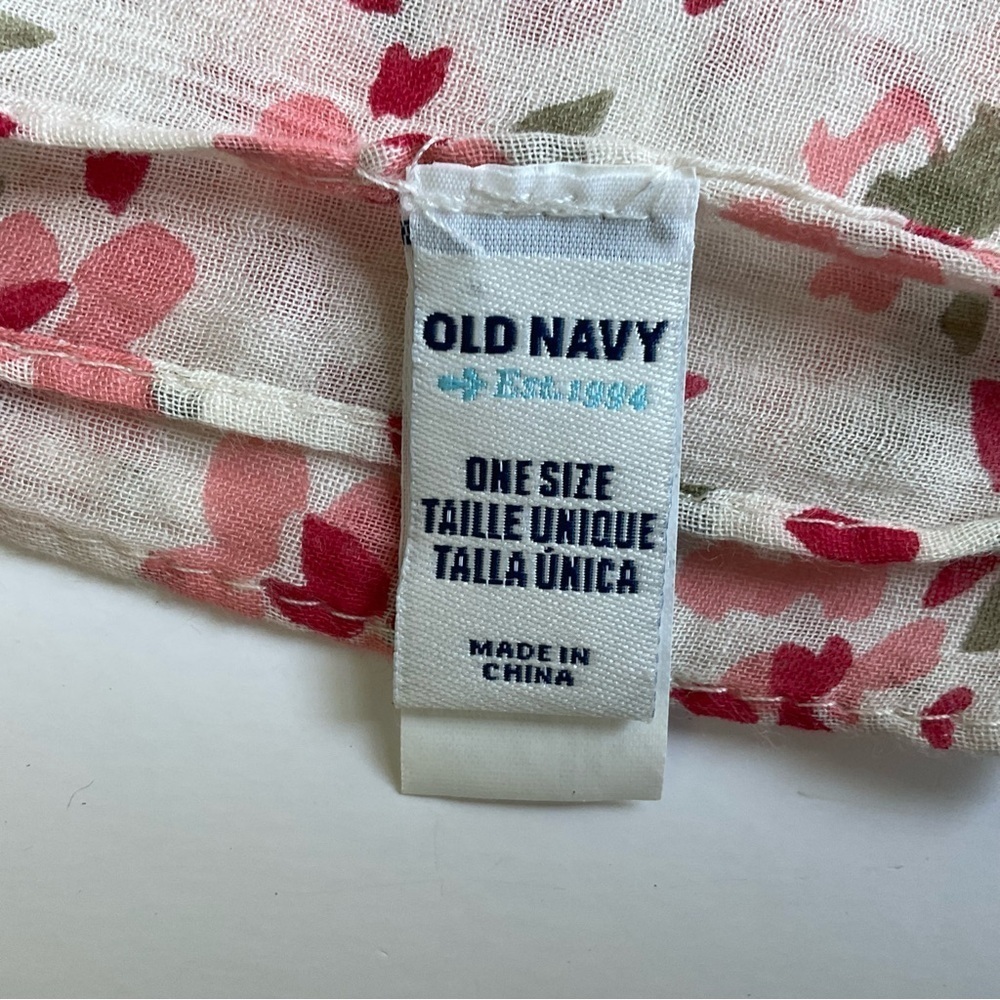 OLD NAVY
Est. 1994
ONE SIZE
TAILLE UNIQUE
TALLA ÚNICA
MADE IN
CHINA